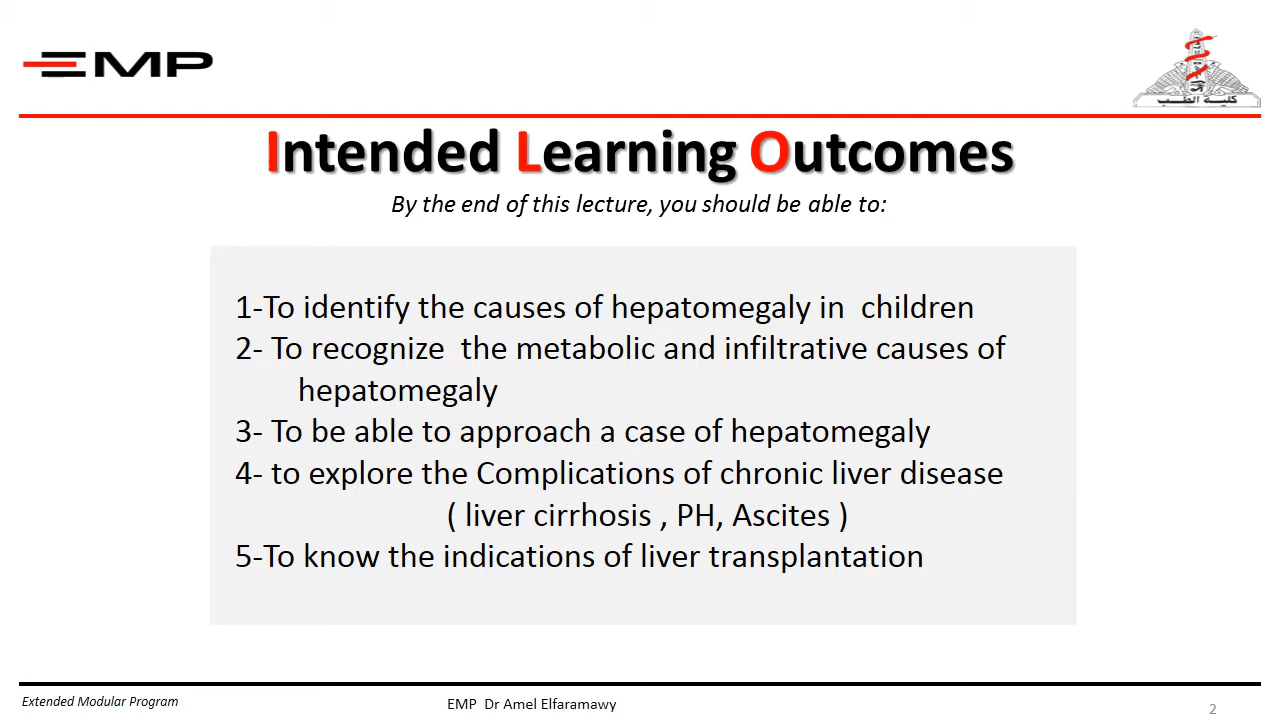 EMP
كلية الطب
Intended Learning Outcomes
By the end of this lecture, you should be able to:
1-To identify the causes of hepatomegaly in  children
2- To recognize  the metabolic and infiltrative causes of
hepatomegaly
3- To be able to approach a case of hepatomegaly
4- to explore the Complications of chronic liver disease
( liver cirrhosis , PH, Ascites )
5-To know the indications of liver transplantation
Extended Modular Program
EMP  Dr Amel Elfaramawy
2